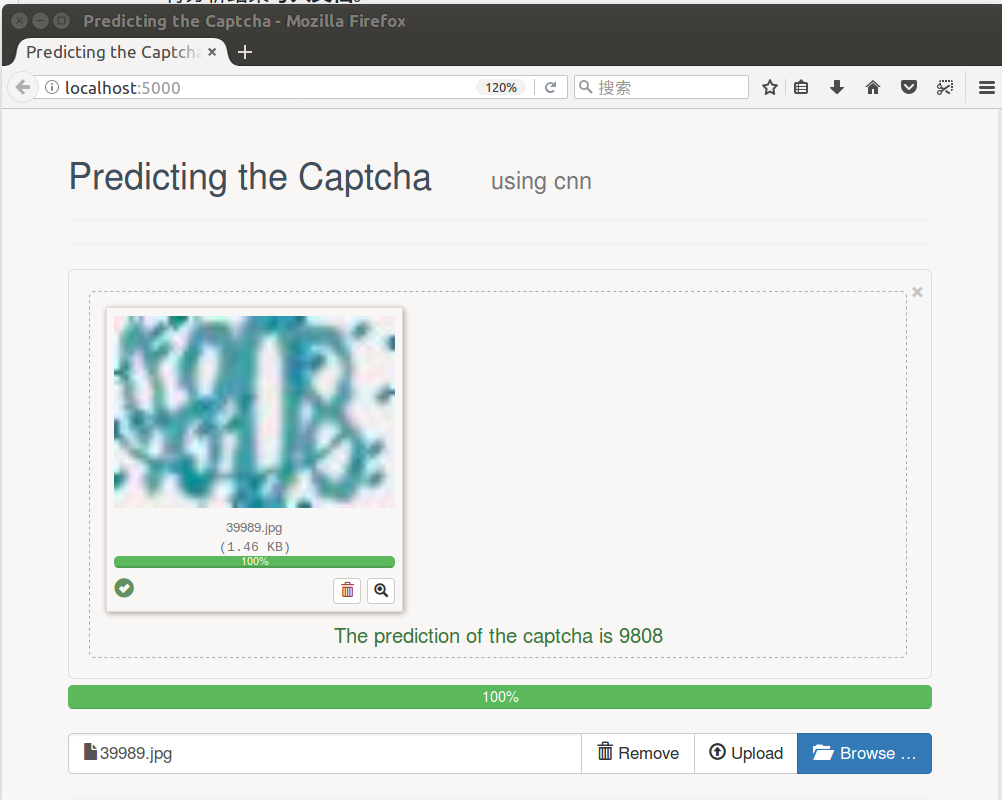 Predicting the Captcha - Mozilla Firefox
Predicting the Captcha
localhost:5000
120%
搜索
Predicting the Captcha using cnn
39989.jpg
(1.46 KB)
100%
The prediction of the captcha is 9808
100%
39989.jpg
Remove
Upload
Browse ...